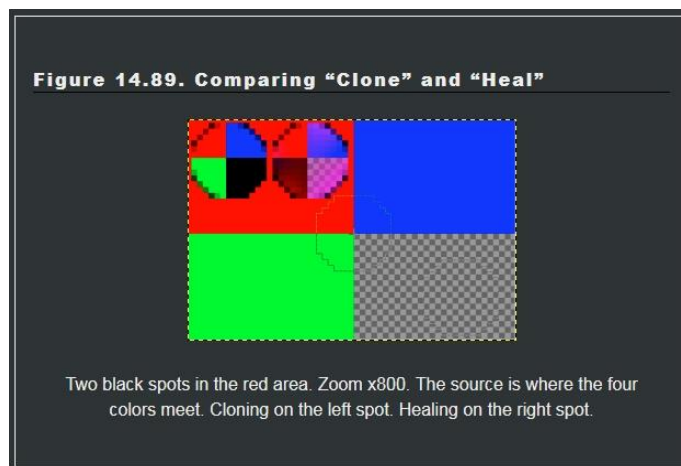 Figure 14.89. Comparing “Clone” and “Heal”
Two black spots in the red area. Zoom x800. The source is where the four
colors meet. Cloning on the left spot. Healing on the right spot.